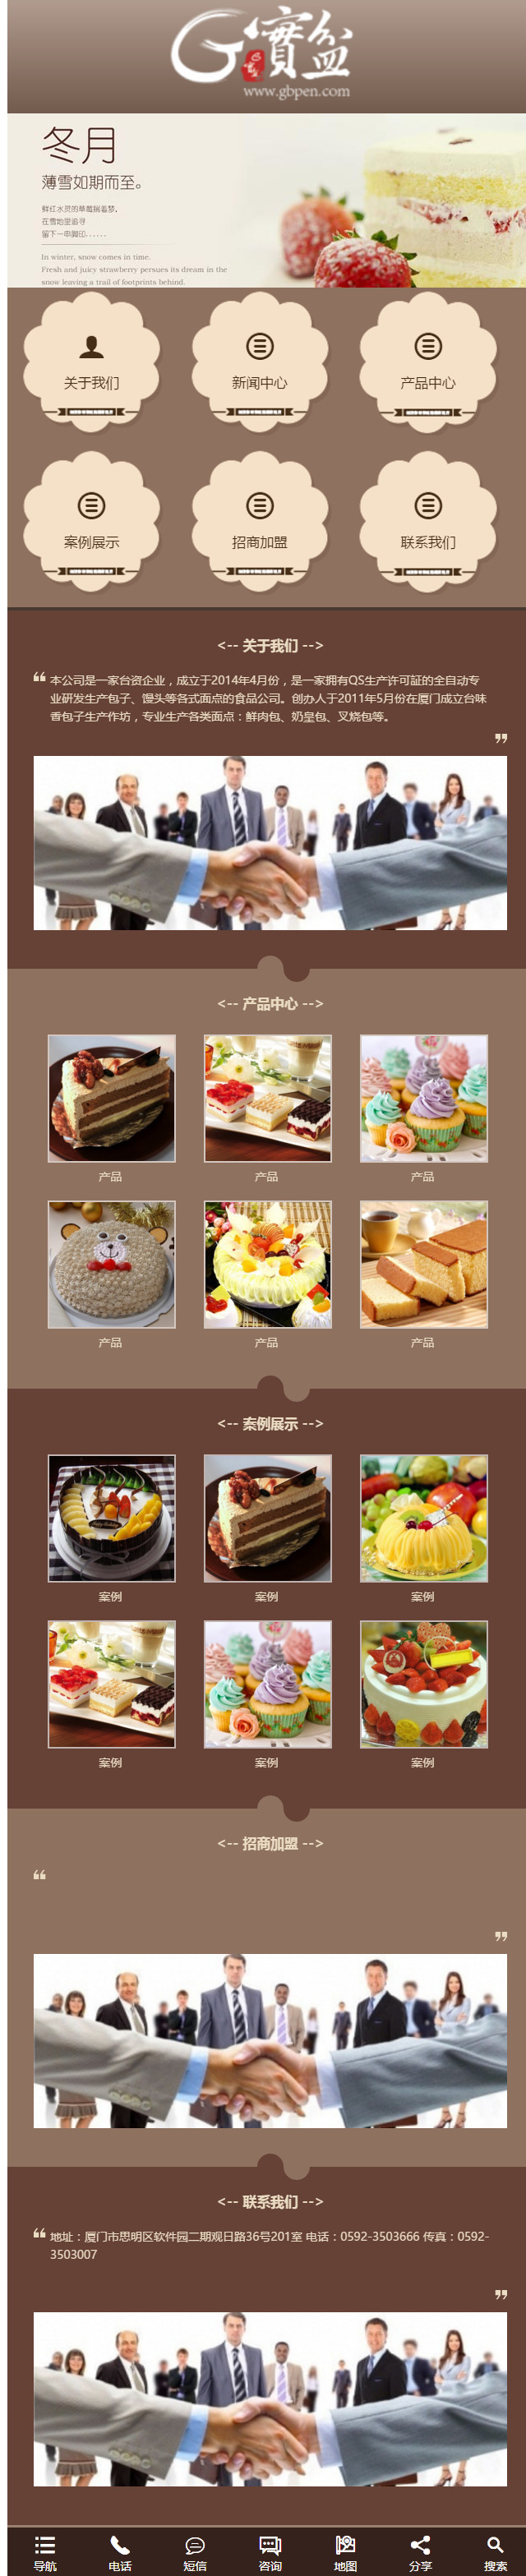 G寶盆
www.gbpen.com
冬月
薄雪如期而至。
鲜红水灵的草莓揣着梦,
在雪地里追寻
留下一串脚印......
In winter, snow comes in time.
Fresh and juicy strawberry persues its dream in the
snow leaving a trail of footprints behind.
关于我们 新闻中心 产品中心
案例展示 招商加盟 联系我们
<-- 关于我们 -->
“ 本公司是一家台资企业，成立于2014年4月份，是一家拥有QS生产许可証的全自动专
业研发生产包子、馒头等各式面点的食品公司。创办人于2011年5月份在厦门成立台味
香包子生产作坊，专业生产各类面点：鲜肉包、奶皇包、叉烧包等。
”
<-- 产品中心 -->
产品 产品 产品
产品 产品 产品
<-- 案例展示 -->
案例 案例 案例
案例 案例 案例
<-- 招商加盟 -->
“
”
<-- 联系我们 -->
“ 地址：厦门市思明区软件园二期观日路36号201室 电话：0592-3503666 传真：0592-
3503007
”
导航 电话 短信 咨询 地图 分享 搜索